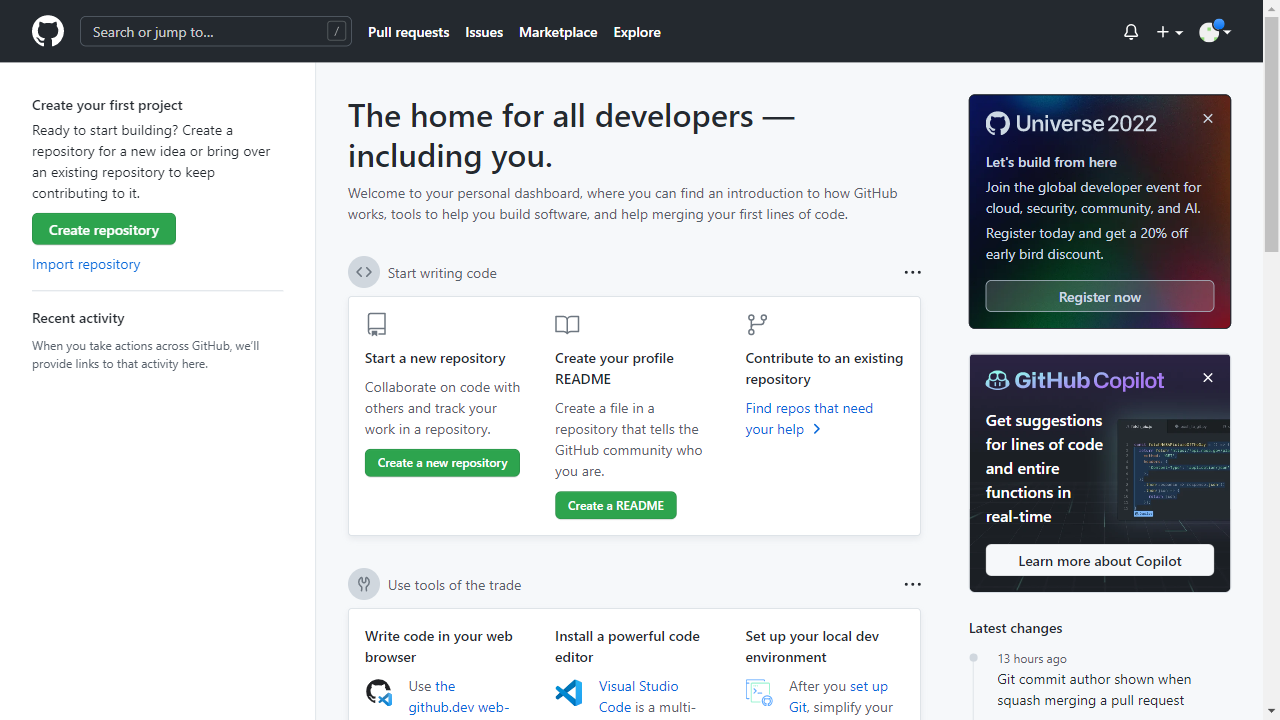 Search or jump to...
/
Pull requests
Issues
Marketplace
Explore
Create your first project
Ready to start building? Create a
repository for a new idea or bring over
an existing repository to keep
contributing to it.
Create repository
Import repository
Recent activity
When you take actions across GitHub, we'll
provide links to that activity here.
The home for all developers —
including you.
Welcome to your personal dashboard, where you can find an introduction to how GitHub
works, tools to help you build software, and help merging your first lines of code.
Start writing code
Start a new repository
Collaborate on code with
others and track your
work in a repository.
Create a new repository
Create your profile
README
Create a file in a
repository that tells the
GitHub community who
you are.
Create a README
Contribute to an existing
repository
Find repos that need
your help
Use tools of the trade
Write code in your web
browser
Use the
github.dev web-
Install a powerful code
editor
Visual Studio
Code is a multi-
Set up your local dev
environment
After you set up
Git, simplify your
Universe 2022
Let's build from here
Join the global developer event for
cloud, security, community, and AI.
Register today and get a 20% off
early bird discount.
Register now
GitHub Copilot
Get suggestions
for lines of code
and entire
functions in
real-time
Learn more about Copilot
Latest changes
13 hours ago
Git commit author shown when
squash merging a pull request